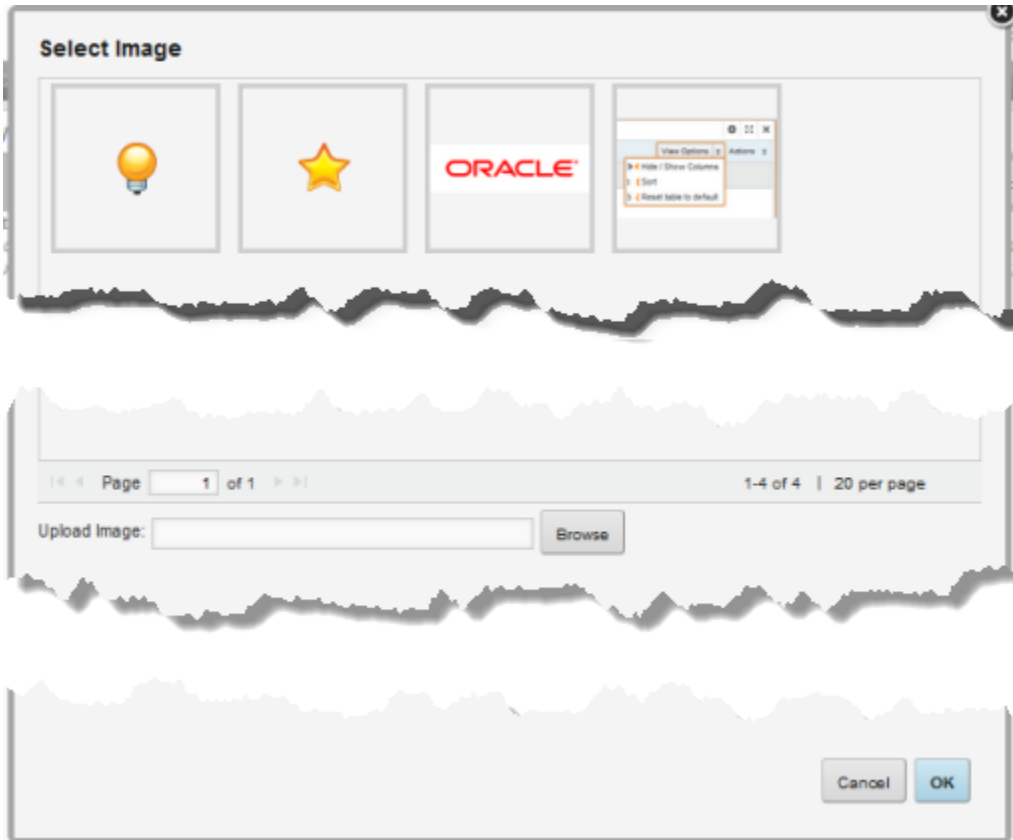 Select Image
ORACLE
View Options Actions
Hide / Show Columns
Sort
Reset table to default
Page 1 of 1 1-4 of 4 | 20 per page
Upload Image: Browse
Cancel OK